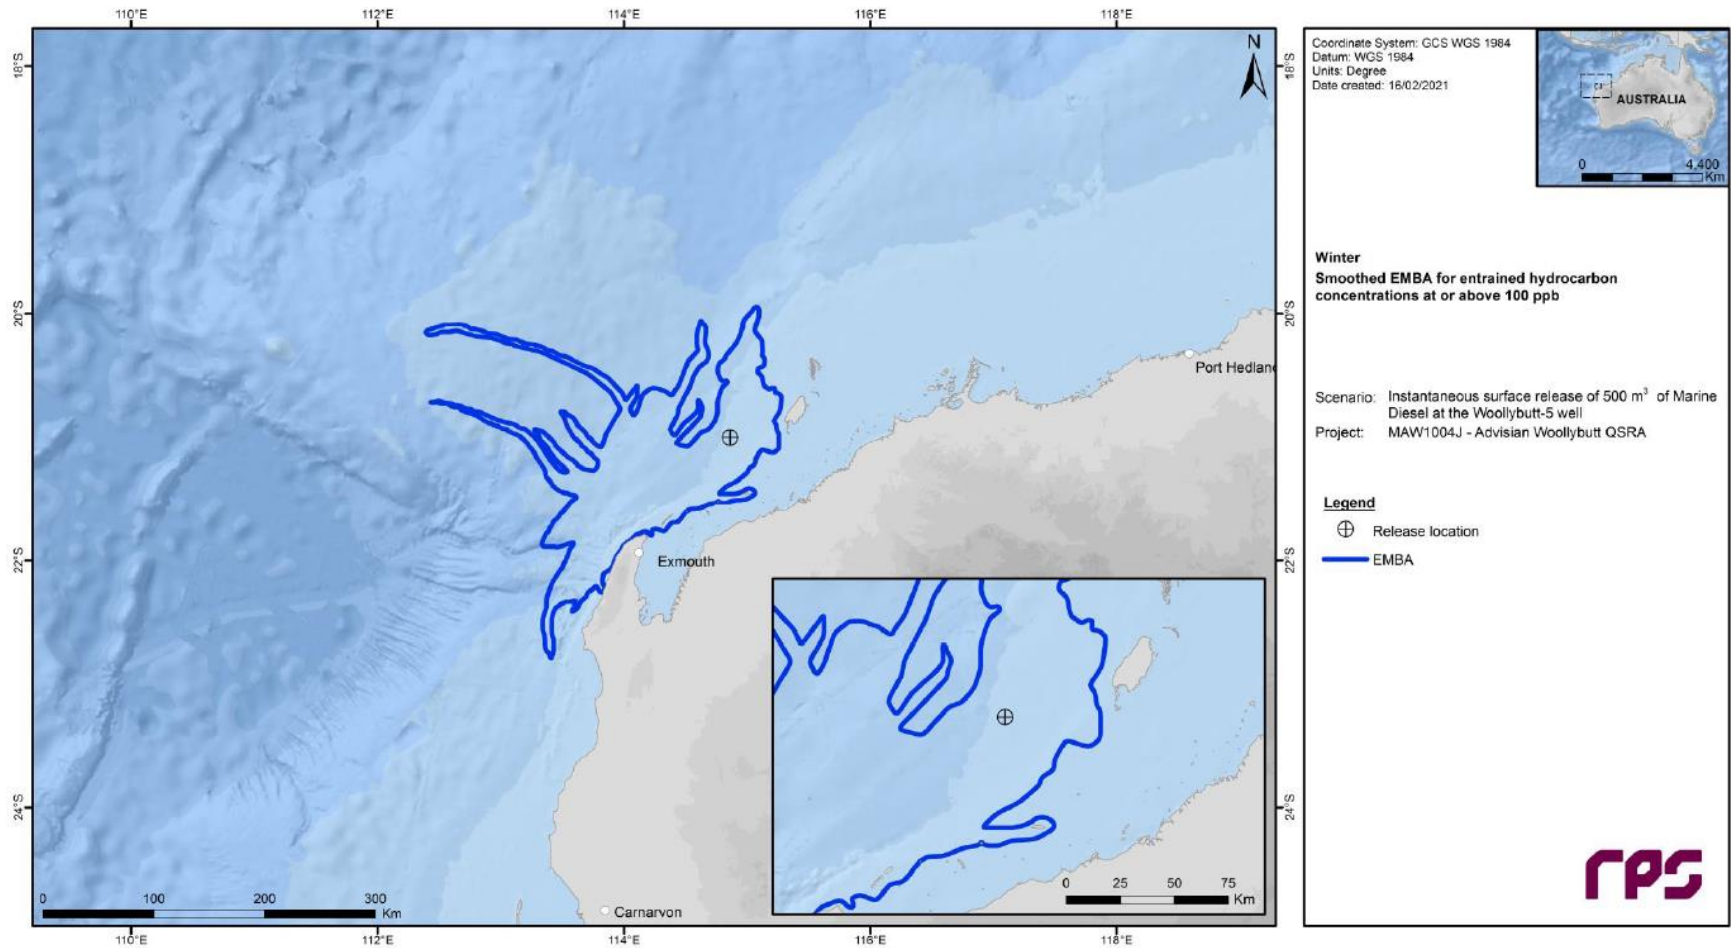 110°E
112°E
114°E
116°E
118°E
18°S
18°S
N
20°S
20°S
Port Hedlan
22°S
22°S
Exmouth
24°S
24°S
0 100 200 300
Km
Carnarvon
0 25 50 75
Km
110°E
112°E
114°E
116°E
118°E
Coordinate System: GCS WGS 1984
Datum: WGS 1984
Units: Degree
Date created: 16/02/2021
AUSTRALIA
0 4,400
Km
Winter
Smoothed EMBA for entrained hydrocarbon
concentrations at or above 100 ppb
Scenario: Instantaneous surface release of 500 m³ of Marine
Diesel at the Woollybutt-5 well
Project: MAW1004J - Advisian Woollybutt QSRA
Legend
Release location
EMBA
rps